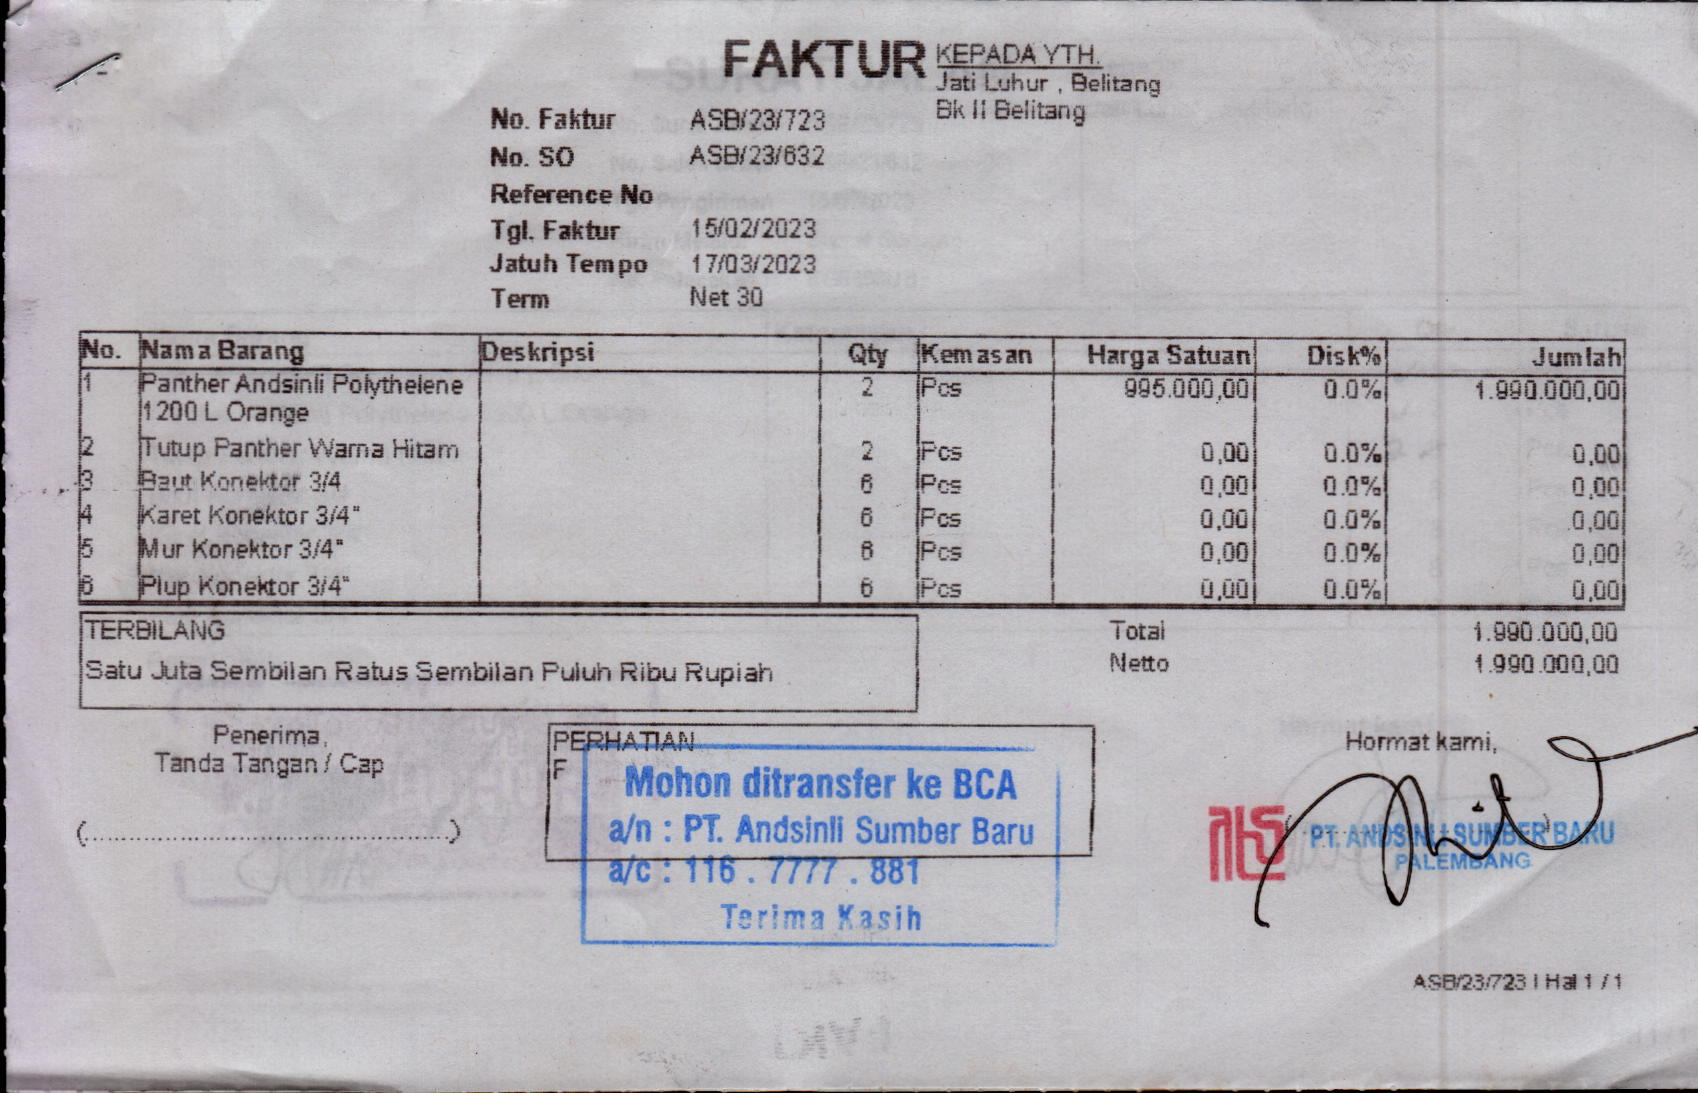 FAKTUR
KEPADA YTH.
Jati Luhur , Belitang
Bk II Belitang
No. Faktur ASB/23/723
No. SO ASB/23/632
Reference No
Tgl. Faktur 15/02/2023
Jatuh Tempo 17/03/2023
Term Net 30
No. Nama Barang Deskripsi Qty Kemasan Harga Satuan Disk% Jumlah
1 Panther Andsinli Polythelene 2 Pcs 995.000,00 0.0% 1.990.000,00
1200 L Orange
2 Tutup Panther Warna Hitam 2 Pcs 0,00 0.0% 0,00
3 Baut Konektor 3/4 6 Pcs 0,00 0.0% 0,00
4 Karet Konektor 3/4" 6 Pcs 0,00 0.0% 0,00
5 Mur Konektor 3/4" 6 Pcs 0,00 0.0% 0,00
6 Plup Konektor 3/4" 6 Pcs 0,00 0.0% 0,00
TERBILANG
Satu Juta Sembilan Ratus Sembilan Puluh Ribu Rupiah
Total 1.990.000,00
Netto 1.990.000,00
Penerima,
Tanda Tangan / Cap
(......................................................)
PERHATIAN
F
Mohon ditransfer ke BCA
a/n : PT. Andsinli Sumber Baru
a/c : 116 . 7777 . 881
Terima Kasih
Hormat kami,
PT. ANDSINLI SUMBER BARU
PALEMBANG
ASB/23/723 | Hal 1 / 1